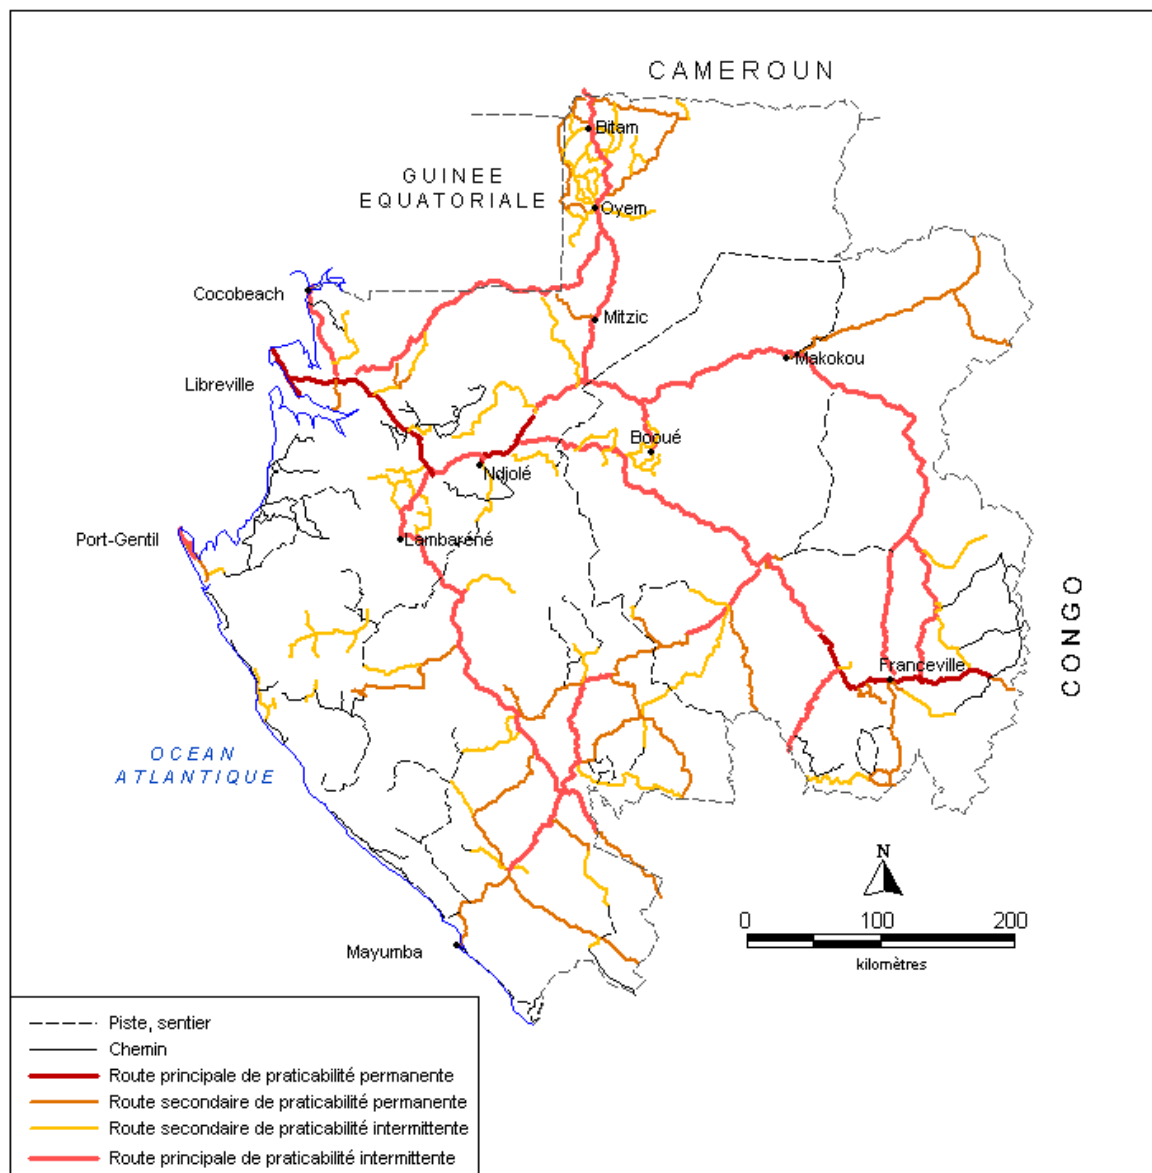 CAMEROUN
Bitam
GUINEE
EQUATORIALE
Oyem
Cocobeach
Mitzic
Makokou
Libreville
Booué
Ndjolé
Port-Gentil
Lambaréné
CONGO
Franceville
OCEAN
ATLANTIQUE
N
0 100 200
kilomètres
Mayumba
Piste, sentier
Chemin
Route principale de praticabilité permanente
Route secondaire de praticabilité permanente
Route secondaire de praticabilité intermittente
Route principale de praticabilité intermittente